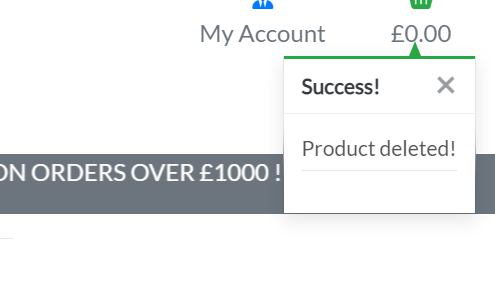 My Account £0.00
Success! ×
Product deleted!
ON ORDERS OVER £1000 !